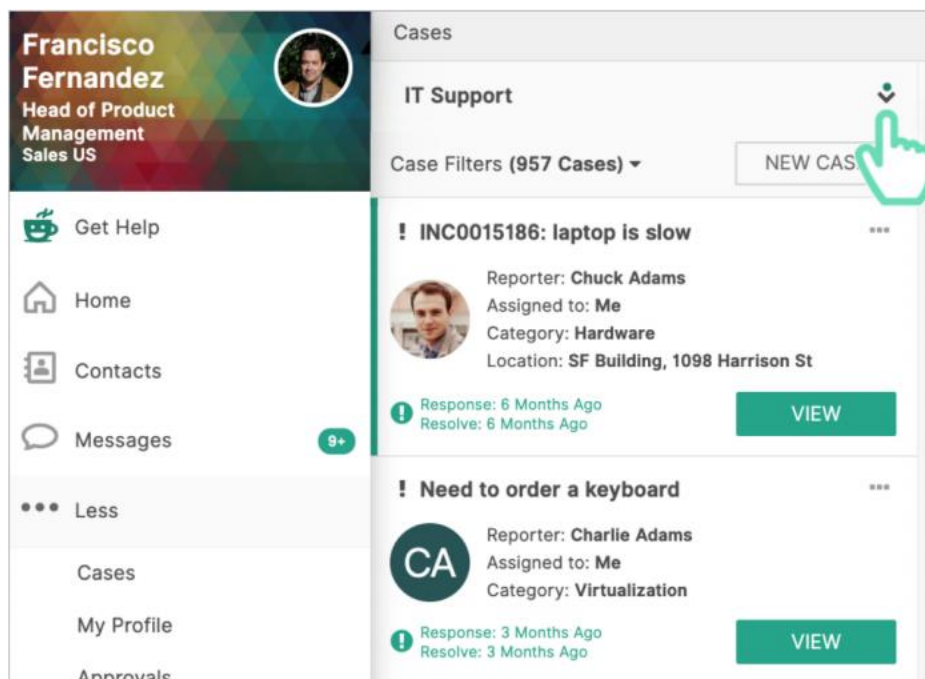 Francisco
Fernandez
Head of Product
Management
Sales US
Get Help
Home
Contacts
Messages
9+
Less
Cases
My Profile
Approvals
Cases
IT Support
Case Filters (957 Cases)
NEW CAS
! INC0015186: laptop is slow
Reporter: Chuck Adams
Assigned to: Me
Category: Hardware
Location: SF Building, 1098 Harrison St
Response: 6 Months Ago
Resolve: 6 Months Ago
VIEW
! Need to order a keyboard
CA
Reporter: Charlie Adams
Assigned to: Me
Category: Virtualization
Response: 3 Months Ago
Resolve: 3 Months Ago
VIEW